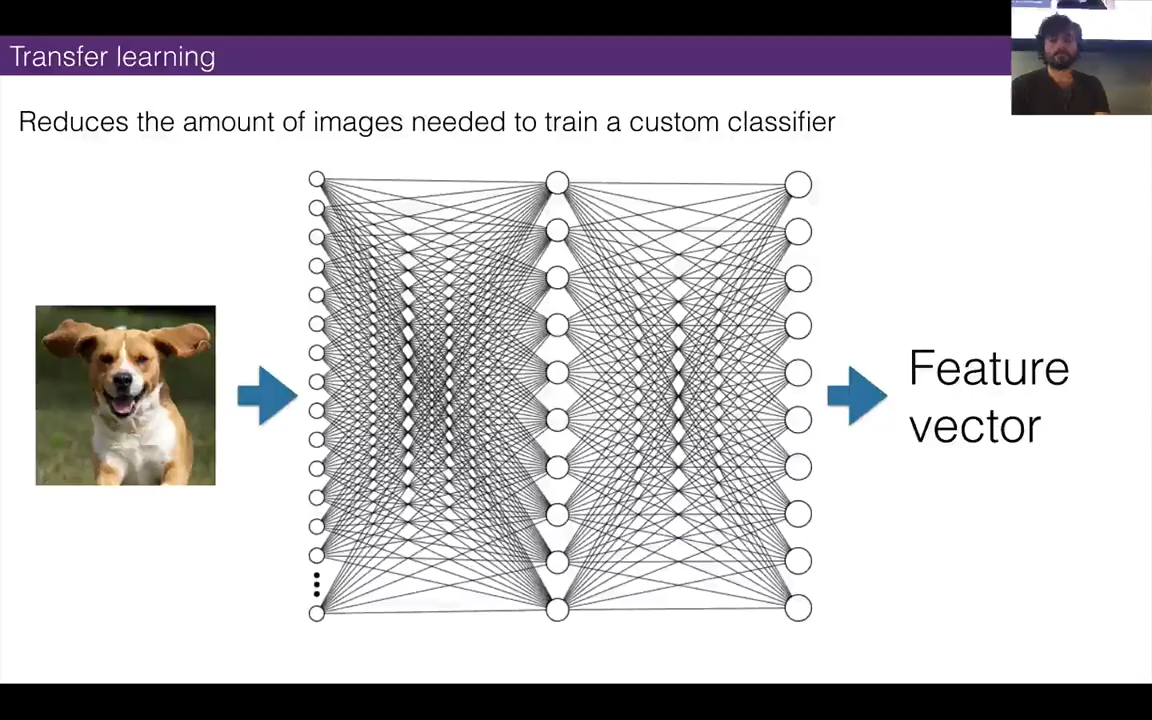 Transfer learning
Reduces the amount of images needed to train a custom classifier
Feature
vector